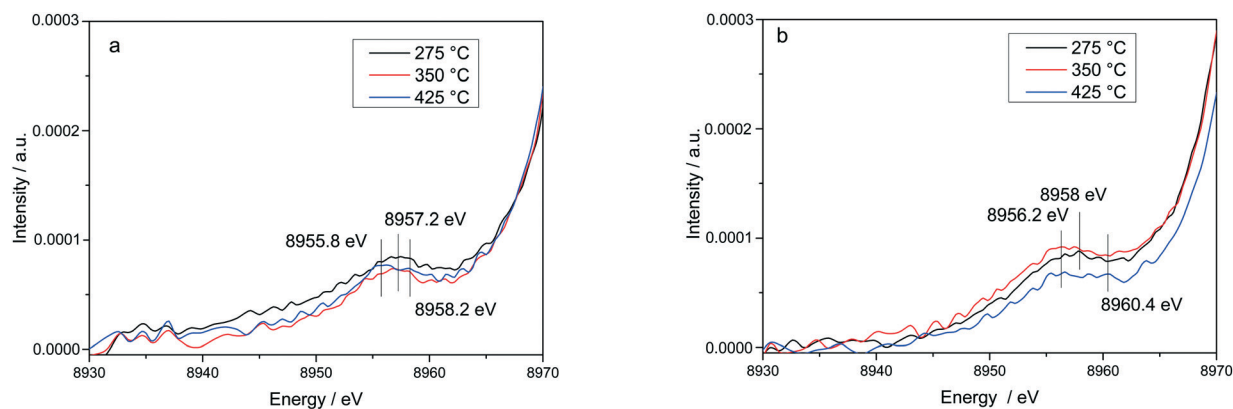 a
275 °C
350 °C
425 °C
0.0003
0.0002
0.0001
0.0000
Intensity / a.u.
8957.2 eV
8955.8 eV
8958.2 eV
8930
8940
8950
8960
8970
Energy / eV
b
275 °C
350 °C
425 °C
0.0003
0.0002
0.0001
0.0000
Intensity / a.u.
8958 eV
8956.2 eV
8960.4 eV
8930
8940
8950
8960
8970
Energy / eV